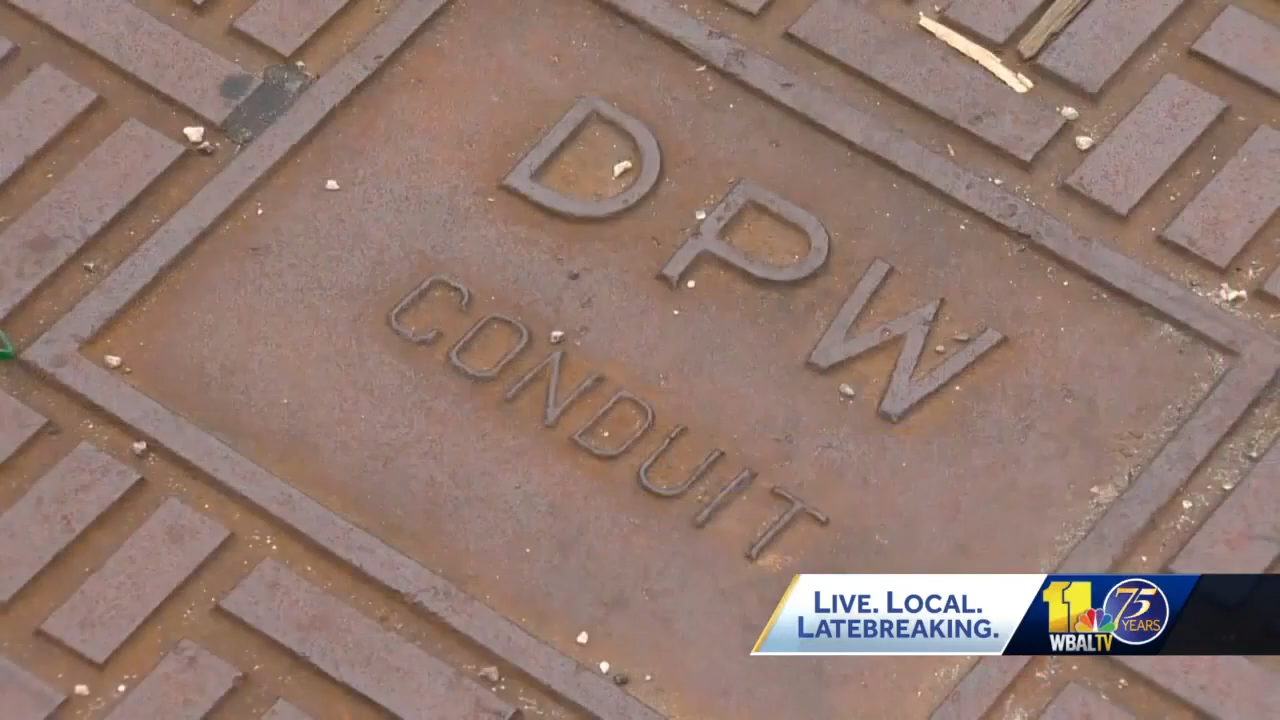 DPW
CONDUIT
LIVE. LOCAL.
LATEBREAKING.
11
WBALTV
75
YEARS